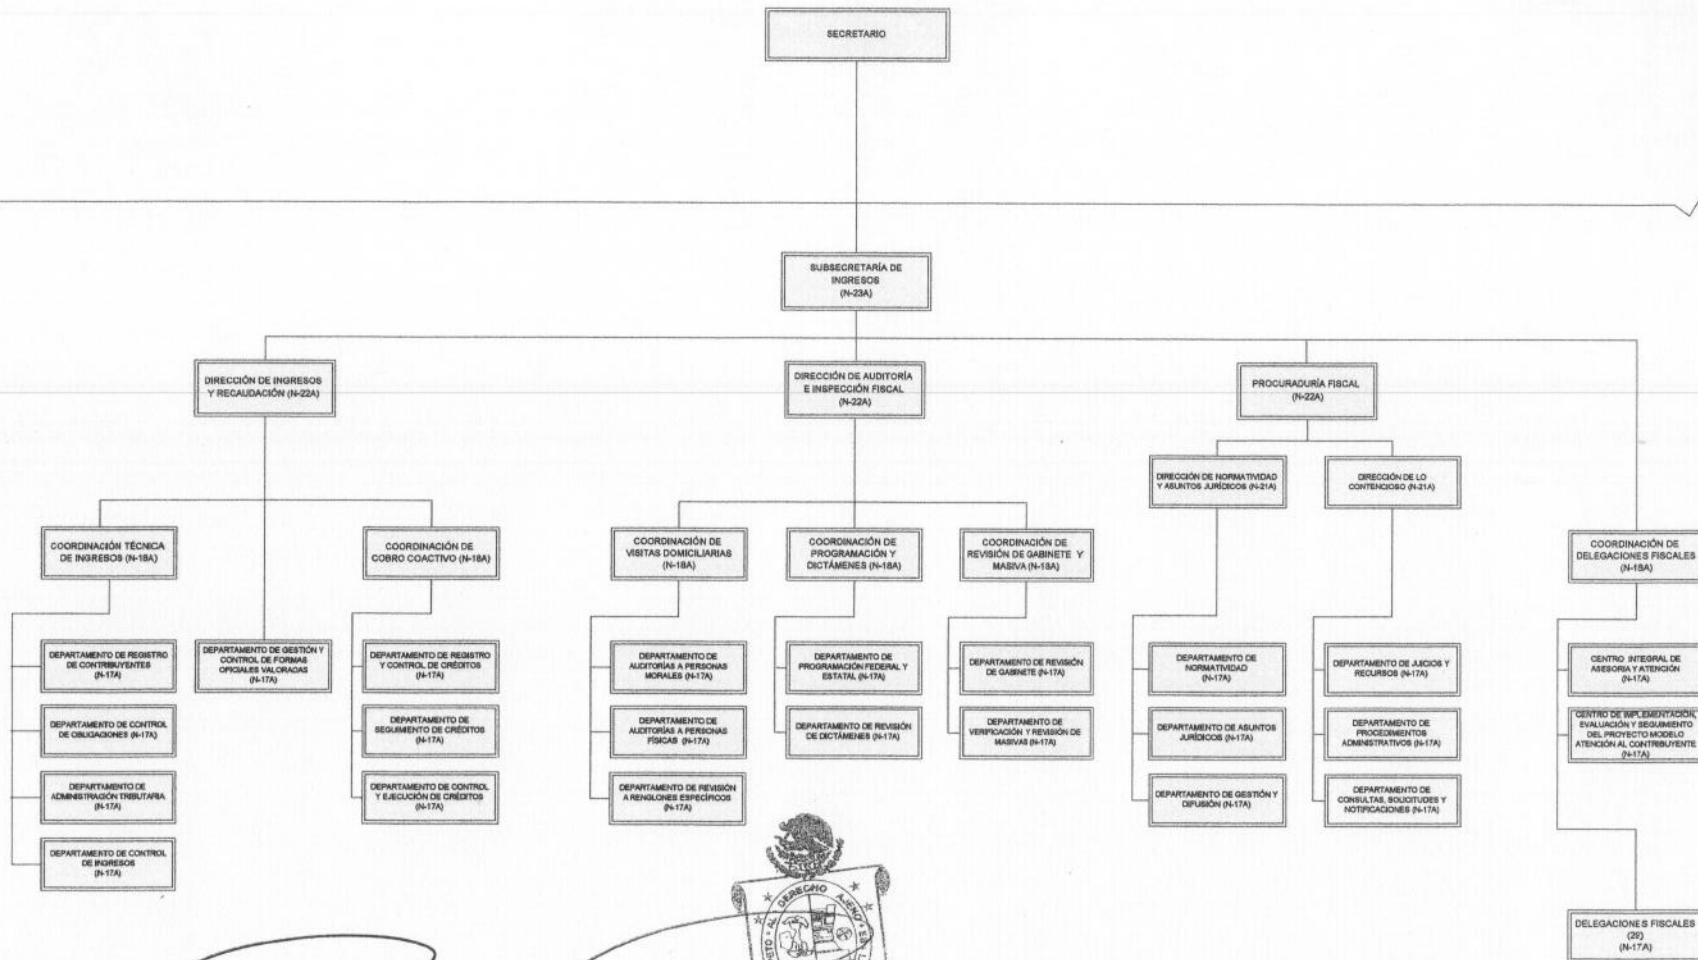 SECRETARIO
SUBSECRETARÍA DE
INGRESOS
(N-23A)
DIRECCIÓN DE INGRESOS
Y RECAUDACIÓN (N-22A)
DIRECCIÓN DE AUDITORÍA
E INSPECCIÓN FISCAL
(N-22A)
PROCURADURÍA FISCAL
(N-22A)
DIRECCIÓN DE NORMATIVIDAD
Y ASUNTOS JURÍDICOS (N-21A)
DIRECCIÓN DE LO
CONTENCIOSO (N-21A)
COORDINACIÓN TÉCNICA
DE INGRESOS (N-18A)
COORDINACIÓN DE
COBRO COACTIVO (N-18A)
COORDINACIÓN DE
VISITAS DOMICILIARIAS
(N-18A)
COORDINACIÓN DE
PROGRAMACIÓN Y
DICTÁMENES (N-18A)
COORDINACIÓN DE
REVISIÓN DE GABINETE Y
MASIVA (N-18A)
COORDINACIÓN DE
DELEGACIONES FISCALES
(N-18A)
DEPARTAMENTO DE REGISTRO
DE CONTRIBUYENTES
(N-17A)
DEPARTAMENTO DE GESTIÓN Y
CONTROL DE FORMAS
OFICIALES VALORADAS
(N-17A)
DEPARTAMENTO DE REGISTRO
Y CONTROL DE CRÉDITOS
(N-17A)
DEPARTAMENTO DE
AUDITORÍAS A PERSONAS
MORALES (N-17A)
DEPARTAMENTO DE
PROGRAMACIÓN FEDERAL Y
ESTATAL (N-17A)
DEPARTAMENTO DE REVISIÓN
DE GABINETE (N-17A)
DEPARTAMENTO DE
NORMATIVIDAD
(N-17A)
DEPARTAMENTO DE JUICIOS Y
RECURSOS (N-17A)
CENTRO INTEGRAL DE
ASESORIA Y ATENCIÓN
(N-17A)
DEPARTAMENTO DE CONTROL
DE OBLIGACIONES (N-17A)
DEPARTAMENTO DE
SEGUIMIENTO DE CRÉDITOS
(N-17A)
DEPARTAMENTO DE
AUDITORÍAS A PERSONAS
FÍSICAS (N-17A)
DEPARTAMENTO DE REVISIÓN
DE DICTÁMENES (N-17A)
DEPARTAMENTO DE
VERIFICACIÓN Y REVISIÓN DE
MASIVAS (N-17A)
DEPARTAMENTO DE ASUNTOS
JURÍDICOS (N-17A)
DEPARTAMENTO DE
PROCEDIMIENTOS
ADMINISTRATIVOS (N-17A)
CENTRO DE IMPLEMENTACIÓN,
EVALUACIÓN Y SEGUIMIENTO
DEL PROYECTO MODELO
ATENCIÓN AL CONTRIBUYENTE
(N-17A)
DEPARTAMENTO DE
ADMINISTRACIÓN TRIBUTARIA
(N-17A)
DEPARTAMENTO DE CONTROL
Y EJECUCIÓN DE CRÉDITOS
(N-17A)
DEPARTAMENTO DE REVISIÓN
A RENGLONES ESPECÍFICOS
(N-17A)
DEPARTAMENTO DE GESTIÓN Y
DIFUSIÓN (N-17A)
DEPARTAMENTO DE
CONSULTAS, SOLICITUDES Y
NOTIFICACIONES (N-17A)
DEPARTAMENTO DE CONTROL
DE INGRESOS
(N-17A)
AL DERECHO AJENO
DELEGACIONES FISCALES
(N-17A)